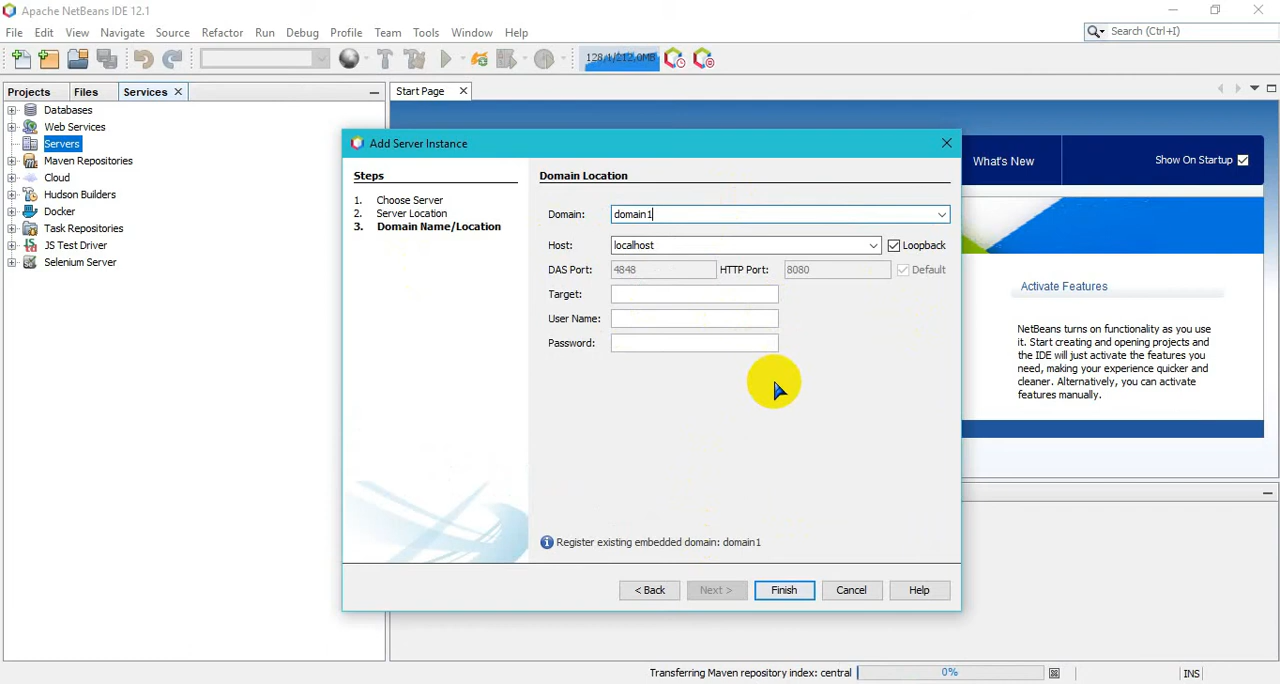 Apache NetBeans IDE 12.1
File Edit View Navigate Source Refactor Run Debug Profile Team Tools Window Help
Search (Ctrl+I)
Projects Files Services
Start Page
Databases
Web Services
Servers
Maven Repositories
Cloud
Hudson Builders
Docker
Task Repositories
JS Test Driver
Selenium Server
What's New
Show On Startup
Activate Features
NetBeans turns on functionality as you
use it. Start creating and opening projects and
the IDE will just activate the features you
need, making your experience quicker and
cleaner. Alternatively, you can activate
features manually.
Add Server Instance
Steps
1. Choose Server
2. Server Location
3. Domain Name/Location
Domain Location
Domain: domain1
Host: localhost Loopback
DAS Port: 4848 HTTP Port: 8080 Default
Target:
User Name:
Password:
Register existing embedded domain: domain1
< Back Next > Finish Cancel Help
Transferring Maven repository index: central 0% INS